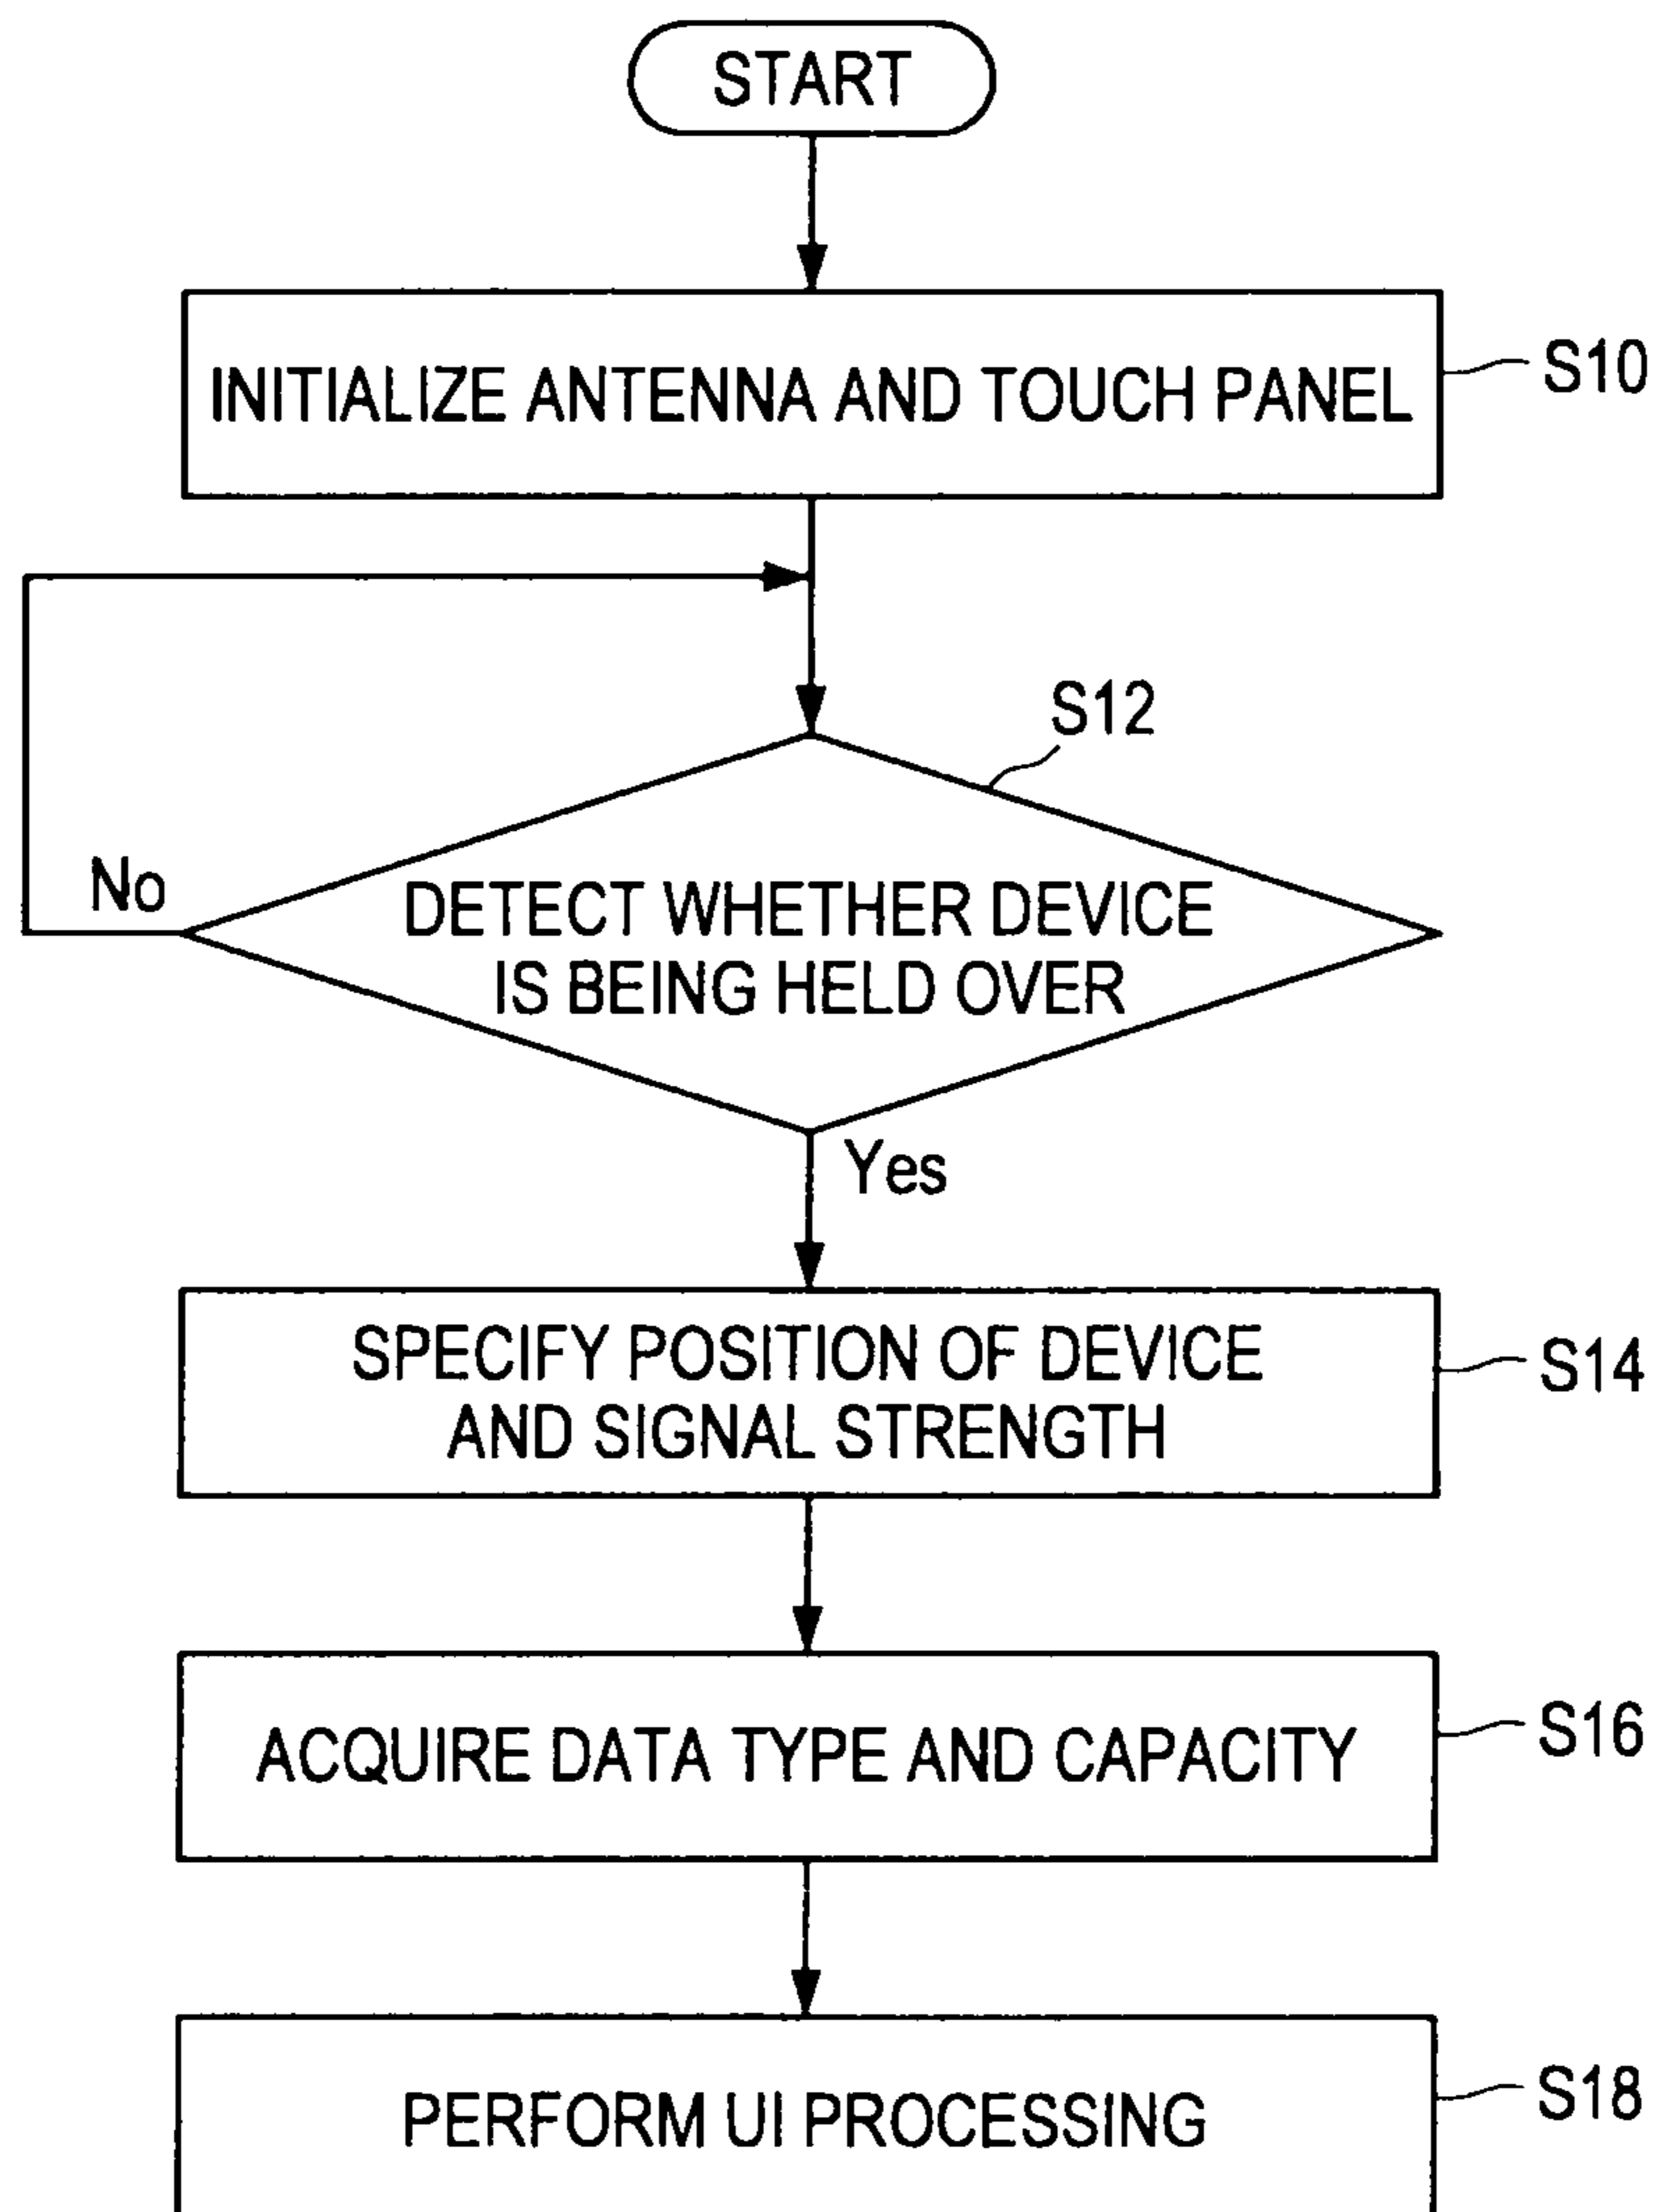 START
INITIALIZE ANTENNA AND TOUCH PANEL
S10
S12
No
DETECT WHETHER DEVICE
IS BEING HELD OVER
Yes
SPECIFY POSITION OF DEVICE
AND SIGNAL STRENGTH
S14
ACQUIRE DATA TYPE AND CAPACITY
S16
PERFORM UI PROCESSING
S18